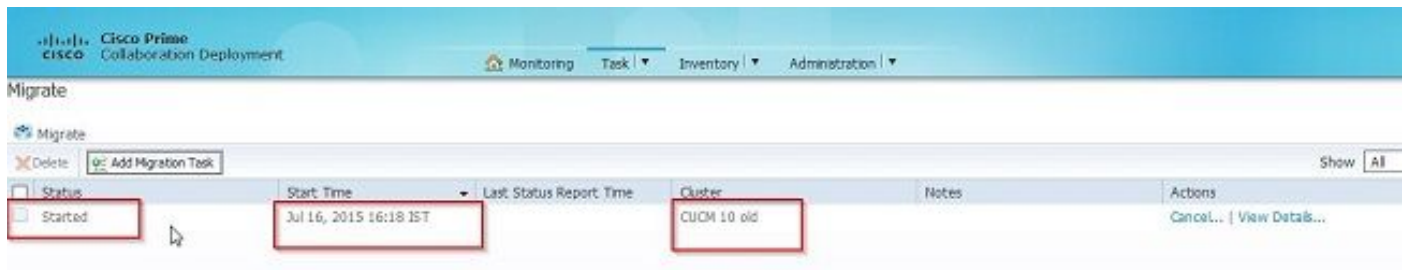 Cisco Prime
CISCO Collaboration Deployment
Monitoring Task Inventory Administration
Migrate
Migrate
Delete Add Migration Task Show All
Status Start Time Last Status Report Time Cluster Notes Actions
Started Jul 16, 2015 16:18 IST CUCM 10 old Cancel... | View Details...